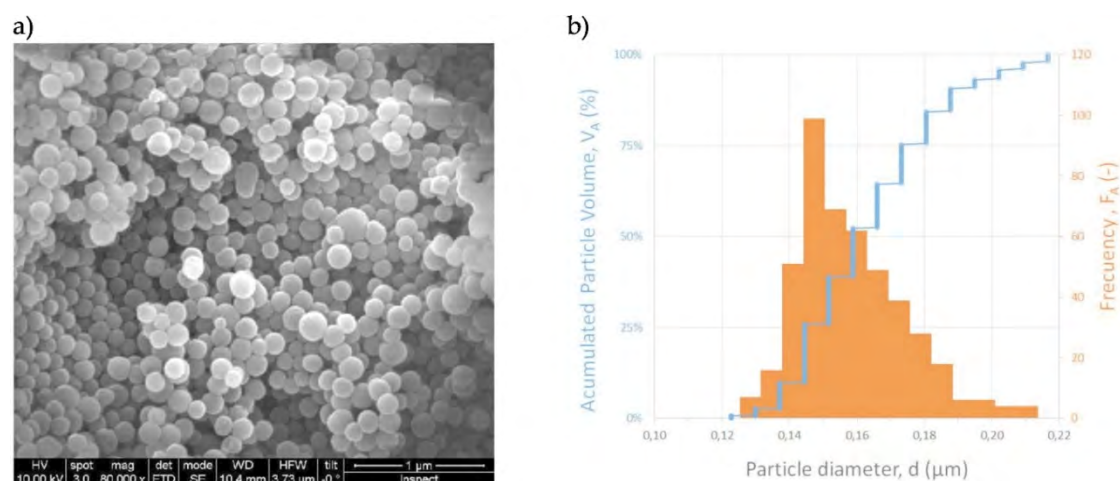 a)
b)
HV spot mag det mode WD HFW tilt
10.00 kV 3.0 80 000 x ETD SE 10.4 mm 3.73 µm -0 ° Inspect
1 µm
Acumulated Particle Volume, VA (%)
100%
75%
50%
25%
0%
120
100
80
60
40
20
0
Frecuency , FA (-)
0,10 0,12 0,14 0,16 0,18 0,20 0,22
Particle diameter, d (µm)